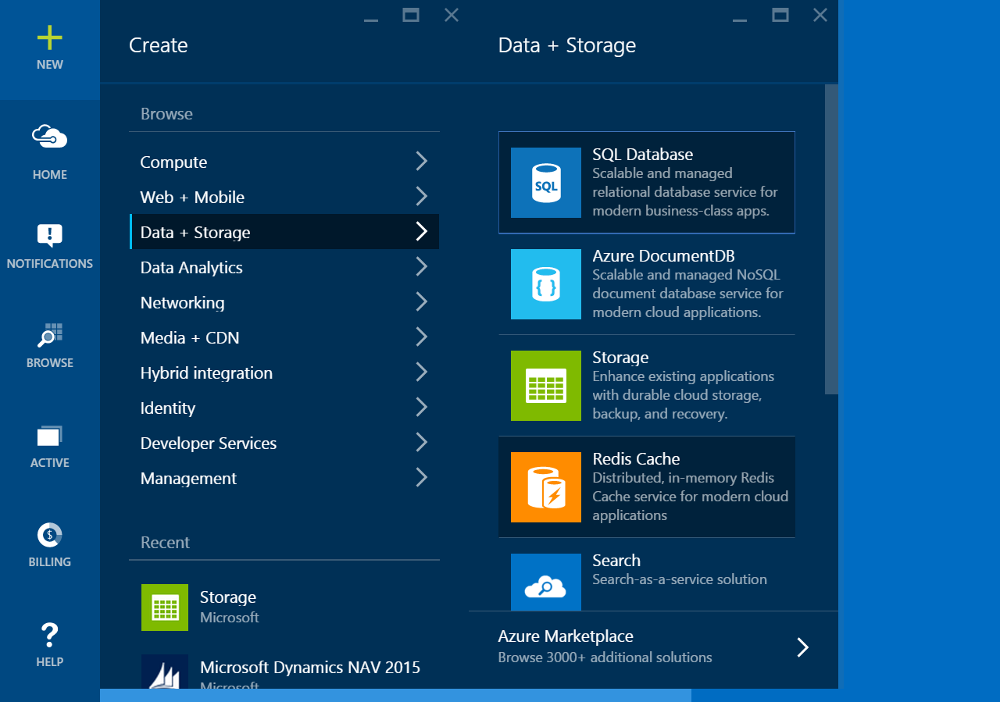 NEW
HOME
NOTIFICATIONS
BROWSE
ACTIVE
BILLING
HELP
Create
Browse
Compute
Web + Mobile
Data + Storage
Data Analytics
Networking
Media + CDN
Hybrid integration
Identity
Developer Services
Management
Recent
Storage
Microsoft
Microsoft Dynamics NAV 2015
Microsoft
Data + Storage
SQL
SQL Database
Scalable and managed
relational database service for
modern business-class apps.
Azure DocumentDB
Scalable and managed NoSQL
document database service for
modern cloud applications.
Storage
Enhance existing applications
with durable cloud storage,
backup, and recovery.
Redis Cache
Distributed, in-memory Redis
Cache service for modern cloud
applications
Search
Search-as-a-service solution
Azure Marketplace
Browse 3000+ additional solutions